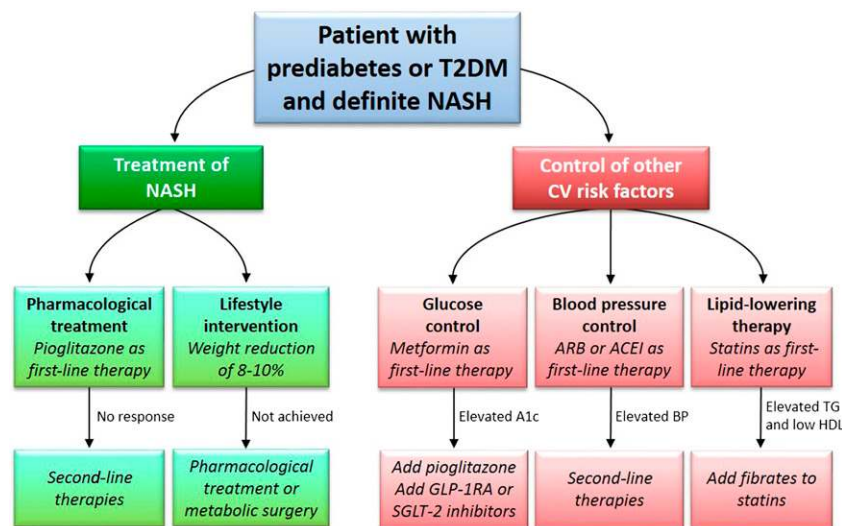 Patient with
prediabetes or T2DM
and definite NASH
Treatment of
NASH
Control of other
CV risk factors
Pharmacological
treatment
Pioglitazone as
first-line therapy
Lifestyle
intervention
Weight reduction
of 8-10%
Glucose
control
Metformin as
first-line therapy
Blood pressure
control
ARB or ACEI as
first-line therapy
Lipid-lowering
therapy
Statins as first-
line therapy
No response
Not achieved
Elevated A1c
Elevated BP
Elevated TG
and low HDL
Second-line
therapies
Pharmacological
treatment or
metabolic surgery
Add pioglitazone
Add GLP-1RA or
SGLT-2 inhibitors
Second-line
therapies
Add fibrates to
statins